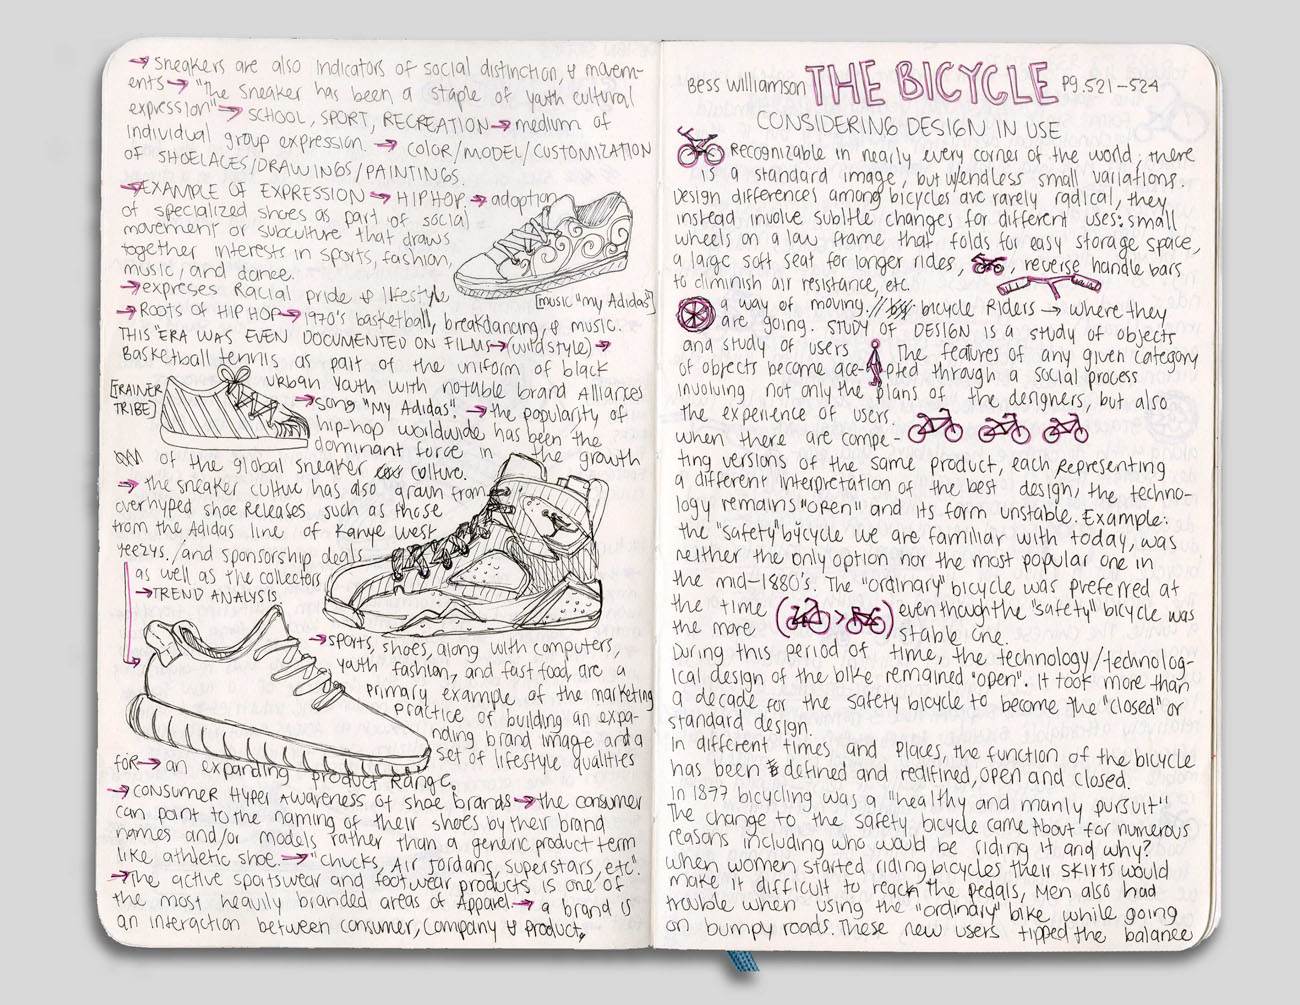 → Sneakers are also indicators of social distinction, & movem-
ents → "The sneaker has been a staple of youth cultural
expression" → SCHOOL, SPORT, RECREATION → medium of
individual group expression. → COLOR/MODEL/CUSTOMIZATION
OF SHOELACES/DRAWINGS/PAINTINGS.
→ EXAMPLE OF EXPRESSION → HIPHOP. → adoption
of specialized shoes as part of social
movement or subculture that draws
together interests in sports, fashion,
music, and dance.
→ expreses Racial pride & lifestyle
[music "my Adidas"]
→ Roots of HIPHOP → 1970's basketball, breakdancing, & music.
THIS ERA WAS EVEN DOCUMENTED ON FILMS → (wildstyle) →
Basketball tennis as part of the uniform of black
urban youth with notable brand Alliances
[TRAINER
TRIBE]
→ song "My Adidas". → the popularity of
hip-hop worldwide has been the
dominant force in the growth
of the global sneaker culture.
→ the sneaker cultue has also grown from
overhyped shoe Releases such as those
from the Adidas line of Kanye West
Yeezys. /and sponsorship deals
as well as the collectors
→ TREND ANALYSIS
→ sports, shoes, along with computers,
youth fashion, and fast food, are a
primary example of the marketing
practice of building an expa-
nding brand image and a
set of lifestyle qualities
for → an expanding product Range.
→ CONSUMER Hyper Awareness of shoe brands → the consumer
can point to the naming of their shoes by their brand
names and/or models rather than a generic product term
like athletic shoe. → "chucks, Air Jordans, Superstars, etc."
→ The active sportswear and footwear products is one of
the most heavily branded areas of Apparel → a brand is
an interaction between consumer, company & product.
Bess Williamson THE BICYCLE PG. 521-524
CONSIDERING DESIGN IN USE
Recognizable in nearly every corner of the world, there
is a standard image, but w/endless small variations.
Design differences among bicycles are rarely radical, they
instead involve subltle changes for different uses: small
wheels on a law frame that folds for easy storage space,
a large soft seat for longer rides, , reverse handle bars
to diminish air resistance, etc.
a way of moving. // bicycle Riders → where they
are going. STUDY OF DESIGN is a study of objects
and study of users The features of any given category
of objects become ace- pted through a social process
involving not only the plans of the designers, but also
the experience of users.
when there are compe-
ting versions of the same product, each representing
a different interpretation of the best design, the techno-
logy remains "open" and its form unstable. Example:
the "safety" bycycle we are familiar with today, was
neither the only option nor the most popular one in
the mid-1880's. The "ordinary" bicycle was preferred at
the time ( > ) even though the "safety" bicycle was
the more stable one.
During this period of time, the technology/technolog-
ical design of the bike remained "open". it took more than
a decade for the safety bicycle to become the "closed" or
standard design.
In different times and places, the function of the bicycle
has been defined and redifined, open and closed.
In 1877 bicycling was a "healthy and manly pursuit"
The change to the safety bicycle came about for numerous
reasons including who would be riding it and why?
When women started riding bicycles their skirts would
make it difficult to reach the pedals, Men also had
trouble when using the "ordinary" bike while going
on bumpy roads. These new users tipped the balance